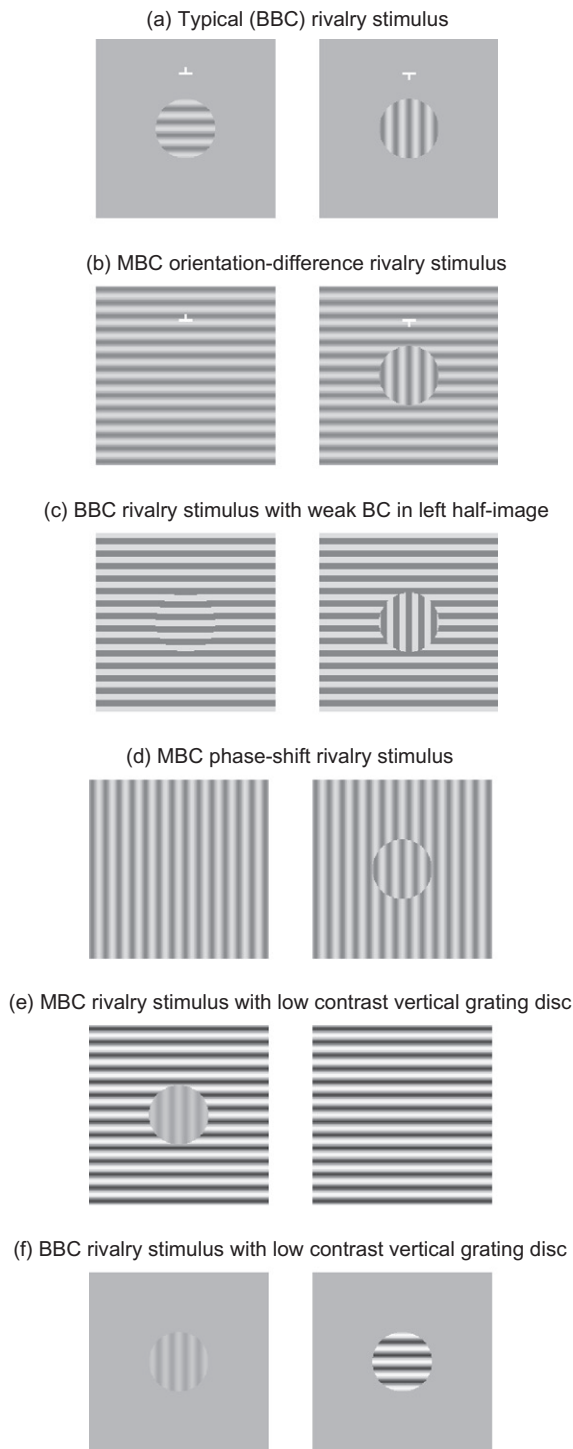 (a) Typical (BBC) rivalry stimulus
(b) MBC orientation-difference rivalry stimulus
(c) BBC rivalry stimulus with weak BC in left half-image
(d) MBC phase-shift rivalry stimulus
(e) MBC rivalry stimulus with low contrast vertical grating disc
(f) BBC rivalry stimulus with low contrast vertical grating disc